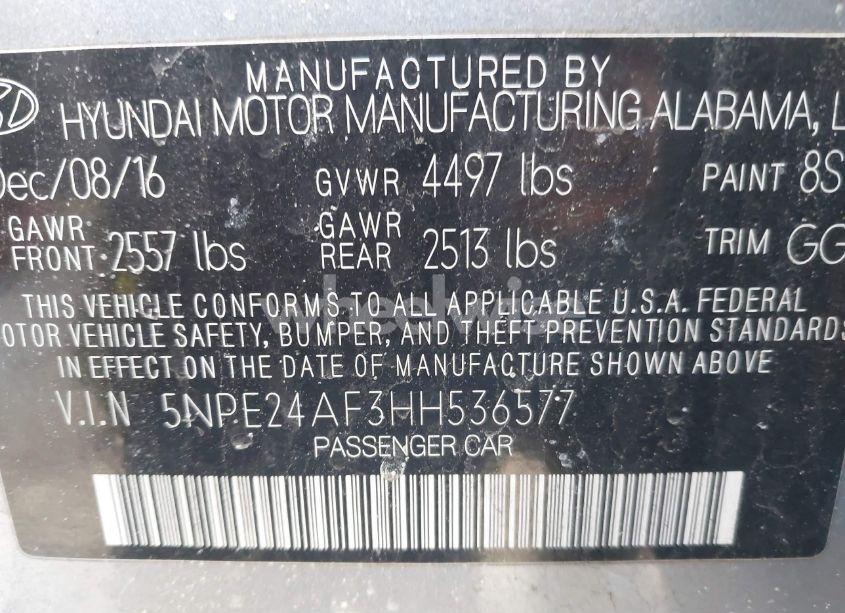 MANUFACTURED BY
HYUNDAI MOTOR MANUFACTURING ALABAMA, L
Dec/08/16 GVWR 4497 lbs PAINT 8S
GAWR FRONT: 2557 lbs GAWR REAR 2513 lbs TRIM GG
THIS VEHICLE CONFORMS TO ALL APPLICABLE U.S.A. FEDERAL
MOTOR VEHICLE SAFETY, BUMPER, AND THEFT PREVENTION STANDARDS
IN EFFECT ON THE DATE OF MANUFACTURE SHOWN ABOVE
V.I.N 5NPE24AF3HH536577
PASSENGER CAR